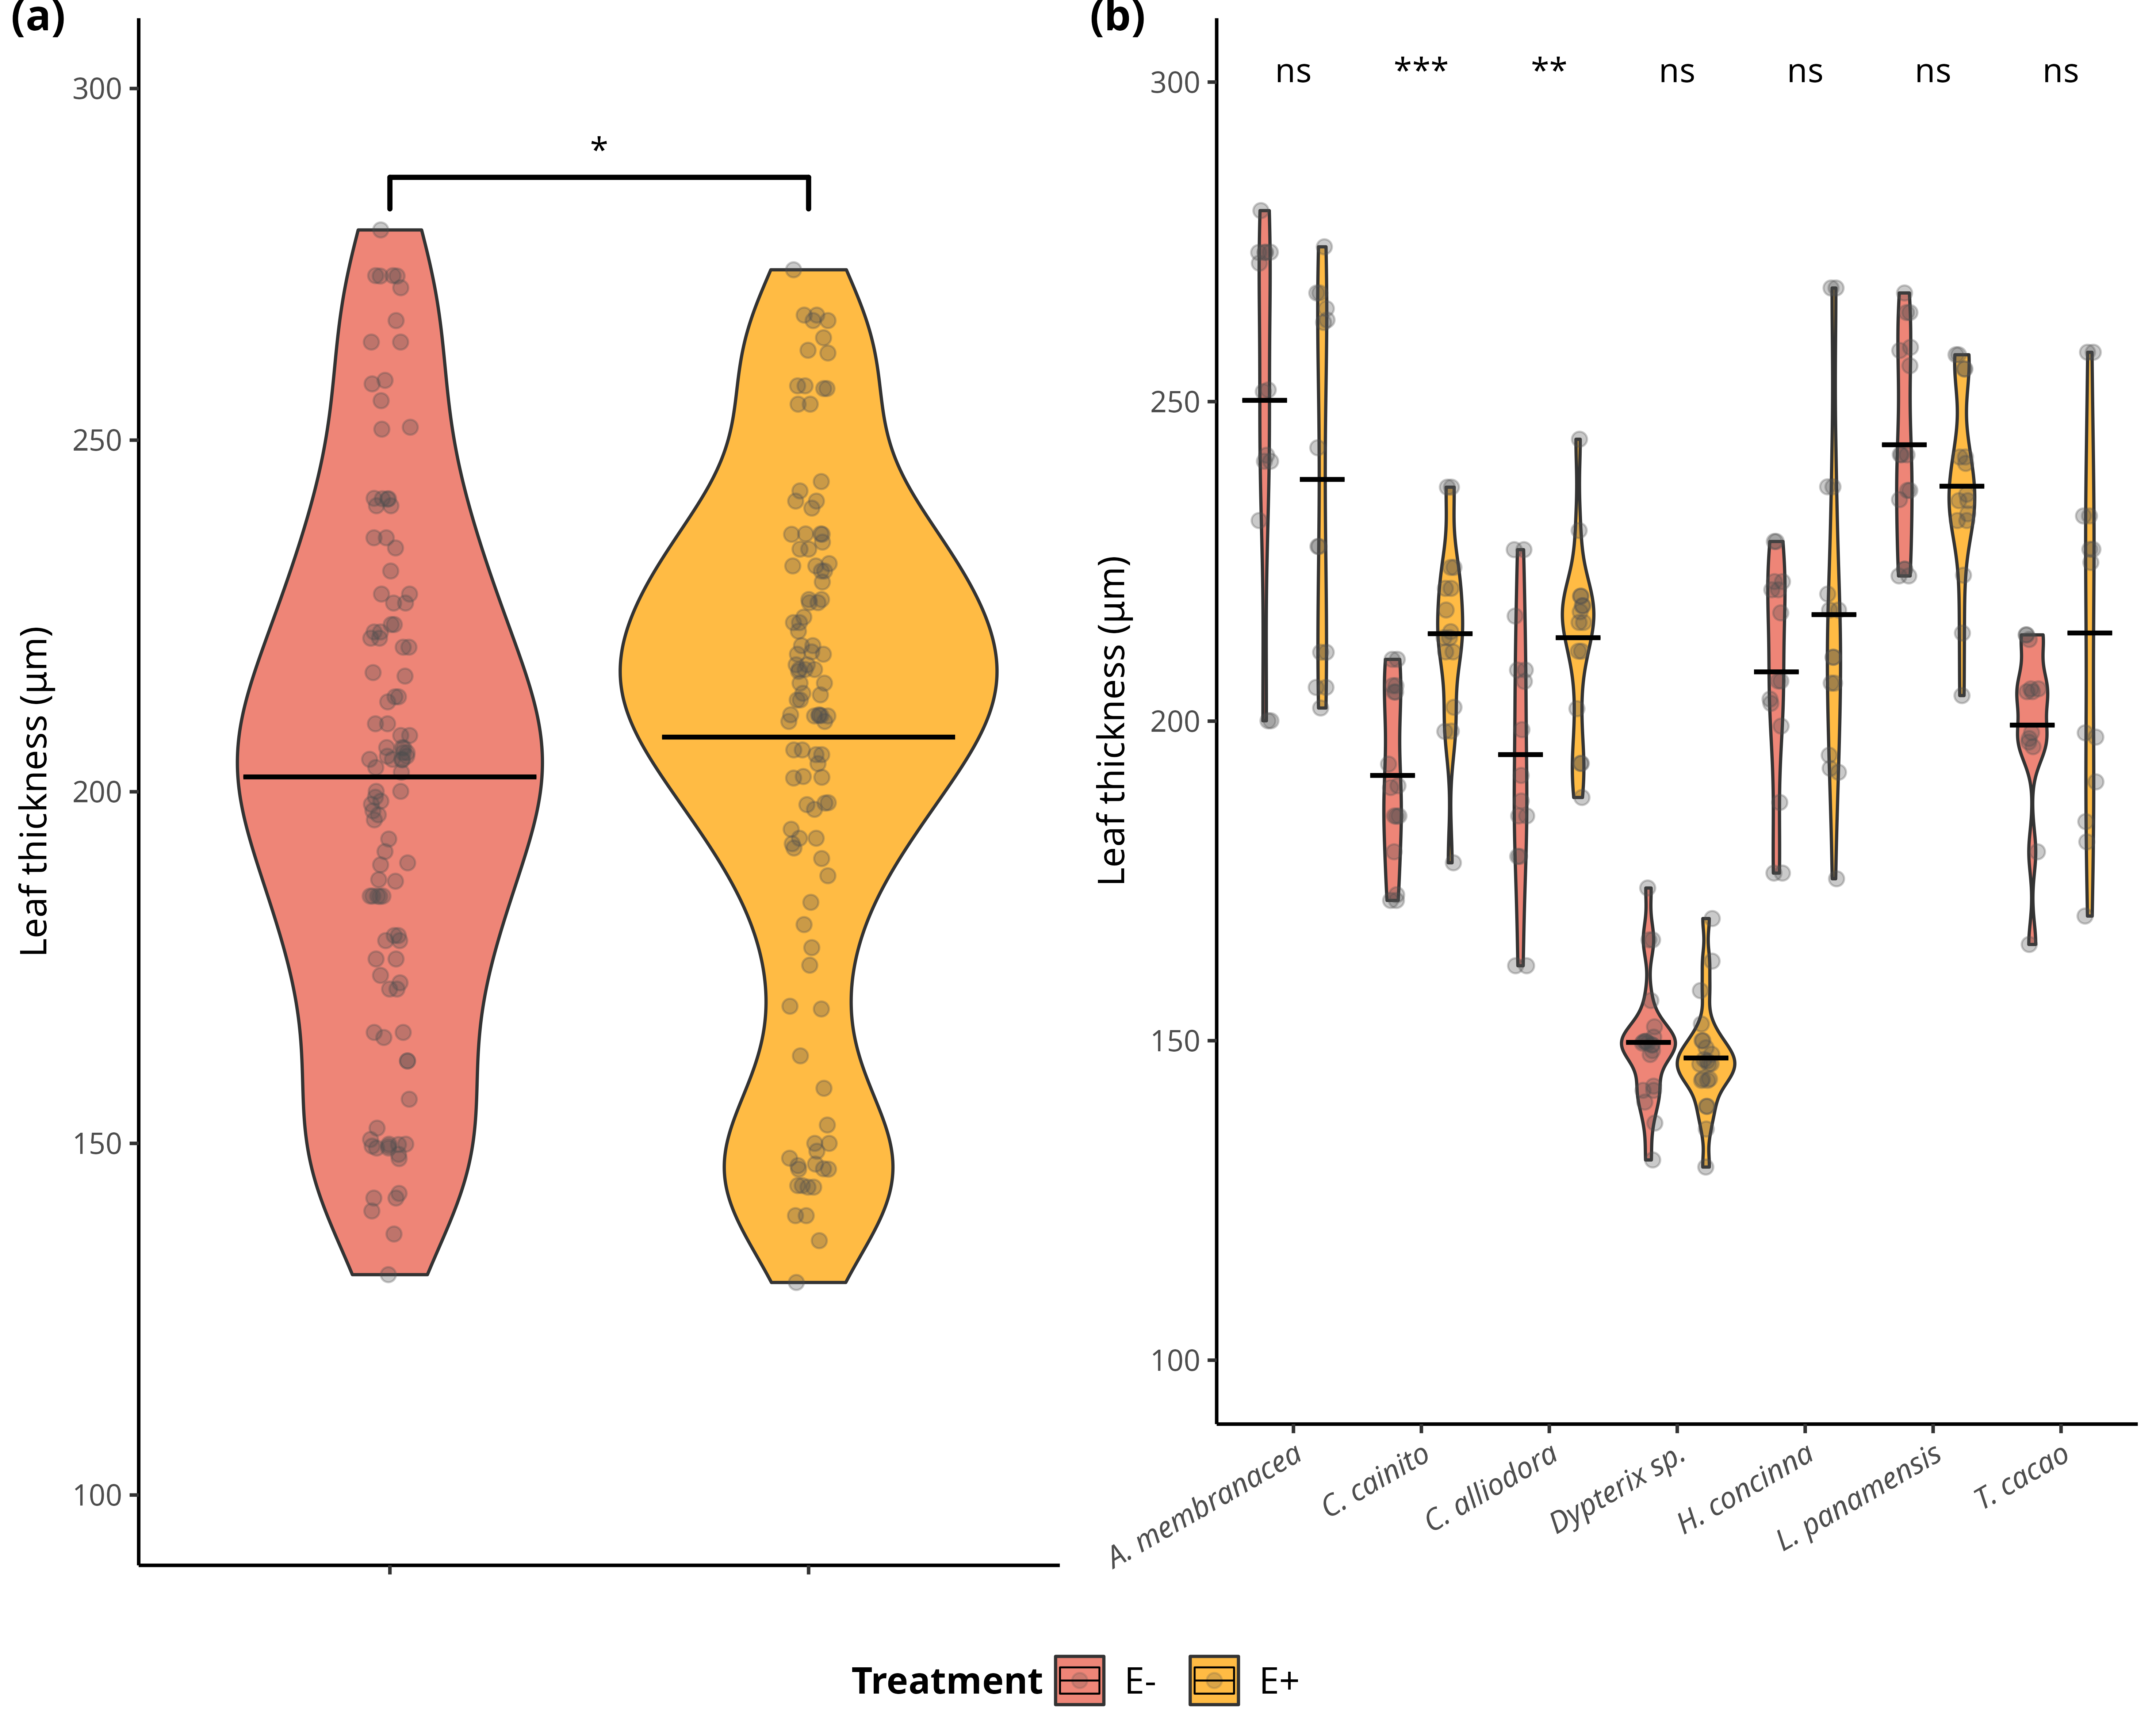 (a)
Leaf thickness (µm)
300
250
200
150
100
*
(b)
Leaf thickness (µm)
300
250
200
150
100
ns *** ** ns ns ns ns
A. membranacea
C. cainito
C. alliodora
Dypterix sp.
H. concinna
L. panamensis
T. cacao
Treatment E- E+